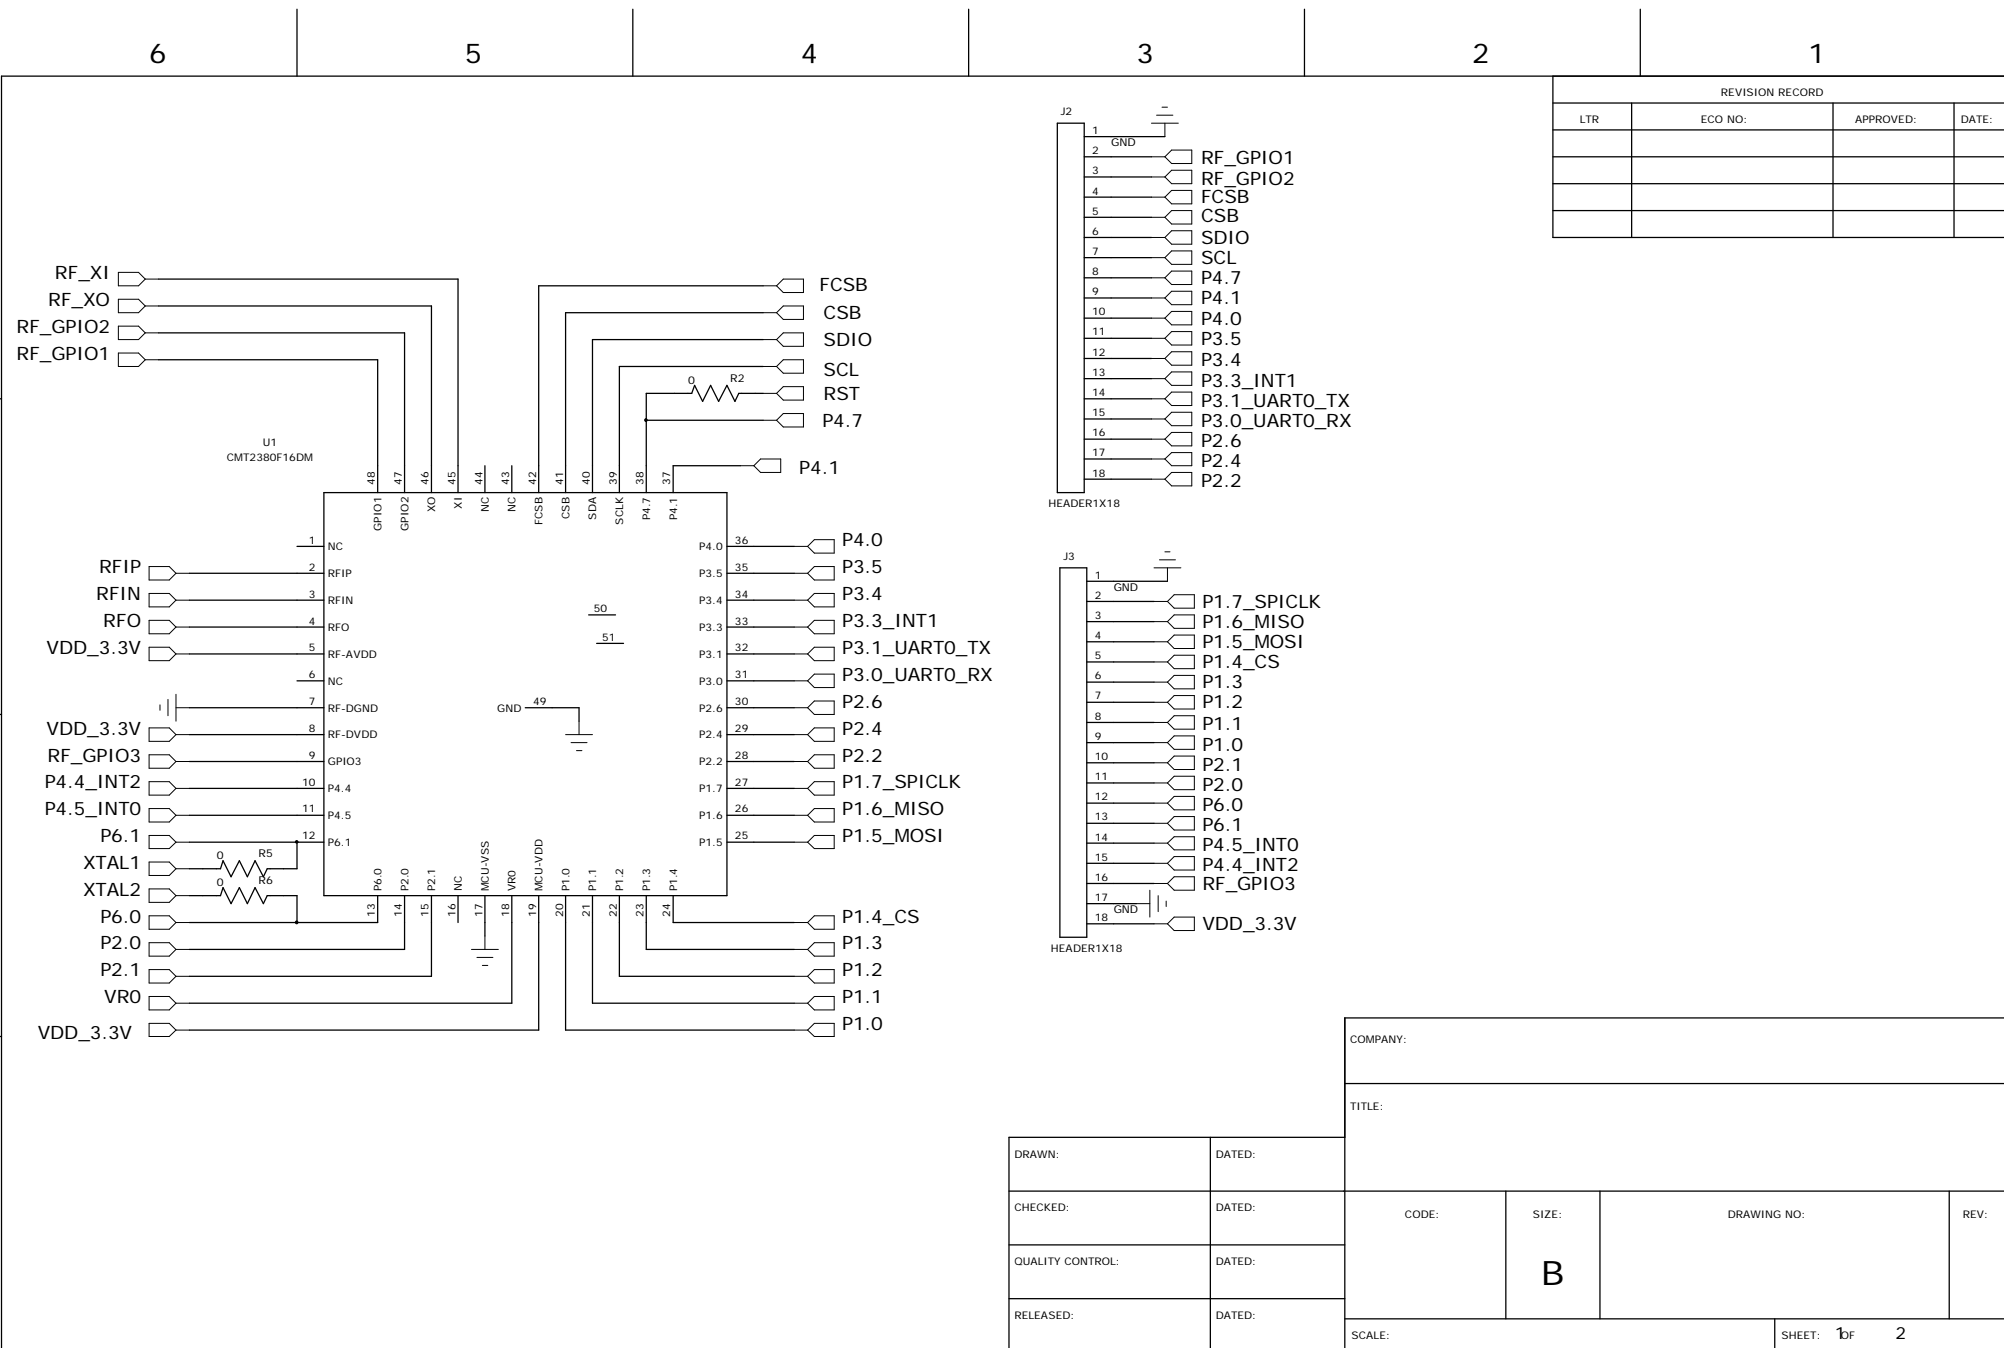 6 5 4 3 2 1
REVISION RECORD
LTR ECO NO: APPROVED: DATE:
J2
1 GND
2 RF_GPIO1
3 RF_GPIO2
4 FCSB
5 CSB
6 SDIO
7 SCL
8 P4.7
9 P4.1
10 P4.0
11 P3.5
12 P3.4
13 P3.3_INT1
14 P3.1_UART0_TX
15 P3.0_UART0_RX
16 P2.6
17 P2.4
18 P2.2
HEADER1X18
RF_XI
RF_XO
RF_GPIO2
RF_GPIO1
FCSB
CSB
SDIO
SCL
0 R2 RST
P4.7
P4.1
U1
CMT2380F16DM
48 47 46 45 44 43 42 41 40 39 38 37
GPIO1 GPIO2 XO XI NC NC FCSB CSB SDA SCLK P4.7 P4.1
1 NC
RFIP 2 RFIP
RFIN 3 RFIN
RFO 4 RFO
VDD_3.3V 5 RF-AVDD
6 NC
7 RF-DGND
VDD_3.3V 8 RF-DVDD
RF_GPIO3 9 GPIO3
P4.4_INT2 10 P4.4
P4.5_INT0 11 P4.5
P6.1 12 P6.1
XTAL1 0 R5
XTAL2 0 R6
P6.0
P2.0
P2.1
VR0
VDD_3.3V
50
51
GND 49
P4.0 36 P4.0
P3.5 35 P3.5
P3.4 34 P3.4
P3.3 33 P3.3_INT1
P3.1 32 P3.1_UART0_TX
P3.0 31 P3.0_UART0_RX
P2.6 30 P2.6
P2.4 29 P2.4
P2.2 28 P2.2
P1.7 27 P1.7_SPICLK
P1.6 26 P1.6_MISO
P1.5 25 P1.5_MOSI
P6.0 P2.0 P2.1 NC MCU-VSS VR0 MCU-VDD P1.0 P1.1 P1.2 P1.3 P1.4
13 14 15 16 17 18 19 20 21 22 23 24
P1.4_CS
P1.3
P1.2
P1.1
P1.0
J3
1 GND
2 P1.7_SPICLK
3 P1.6_MISO
4 P1.5_MOSI
5 P1.4_CS
6 P1.3
7 P1.2
8 P1.1
9 P1.0
10 P2.1
11 P2.0
12 P6.0
13 P6.1
14 P4.5_INT0
15 P4.4_INT2
16 RF_GPIO3
17 GND
18 VDD_3.3V
HEADER1X18
COMPANY:
TITLE:
DRAWN: DATED:
CHECKED: DATED:
QUALITY CONTROL: DATED:
RELEASED: DATED:
CODE: SIZE: DRAWING NO: REV:
B
SCALE: SHEET: 1 OF 2